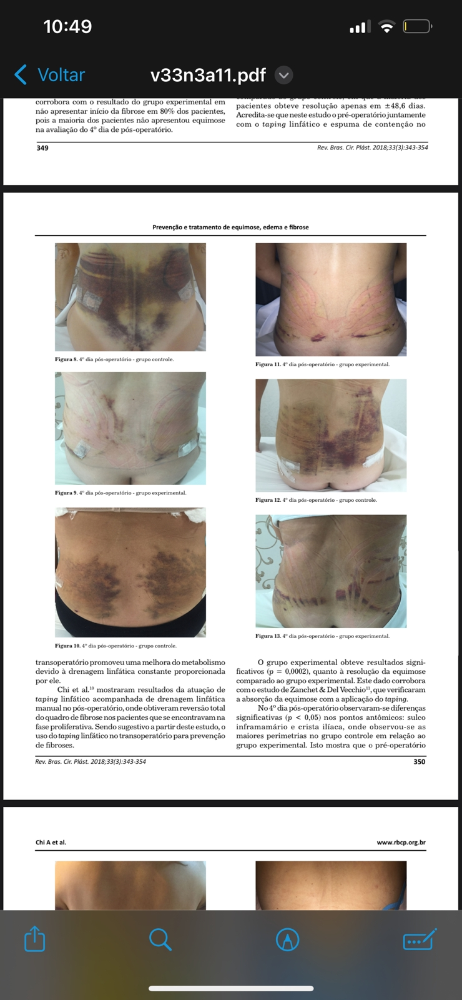 10:49
Voltar
v33n3a11.pdf
corrobora com o resultado do grupo experimental em
não apresentar início da fibrose em 80% dos pacientes,
pois a maioria dos pacientes não apresentou equimose
na avaliação do 4º dia de pós-operatório.
pacientes obteve resolução apenas em ±48,6 dias.
Acredita-se que neste estudo o pré-operatório juntamente
com o taping linfático e espuma de contenção no
349
Rev. Bras. Cir. Plást. 2018;33(3):343-354
Prevenção e tratamento de equimose, edema e fibrose
Figura 8. 4º dia pós-operatório - grupo controle.
Figura 9. 4º dia pós-operatório - grupo experimental.
Figura 10. 4º dia pós-operatório - grupo controle.
Figura 11. 4º dia pós-operatório - grupo experimental.
Figura 12. 4º dia pós-operatório - grupo controle.
Figura 13. 4º dia pós-operatório - grupo experimental.
transoperatório promoveu uma melhora do metabolismo
devido à drenagem linfática constante proporcionada
por ele.
Chi et al.¹⁰ mostraram resultados da atuação de
taping linfático acompanhada de drenagem linfática
manual no pós-operatório, onde obtiveram reversão total
do quadro de fibrose nos pacientes que se encontravam na
fase proliferativa. Sendo sugestivo a partir deste estudo, o
uso do taping linfático no transoperatório para prevenção
de fibroses.
O grupo experimental obteve resultados signi-
ficativos (p = 0,0002), quanto à resolução da equimose
comparado ao grupo experimental. Este dado corrobora
com o estudo de Zanchet & Del Vecchio¹¹, que verificaram
a absorção da equimose com a aplicação do taping.
No 4º dia pós-operatório observaram-se diferenças
significativas (p < 0,05) nos pontos antômicos: sulco
inframamário e crista ilíaca, onde observou-se as
maiores perimetrias no grupo controle em relação ao
grupo experimental. Isto mostra que o pré-operatório
Rev. Bras. Cir. Plást. 2018;33(3):343-354
350
Chi A et al.
www.rbcp.org.br